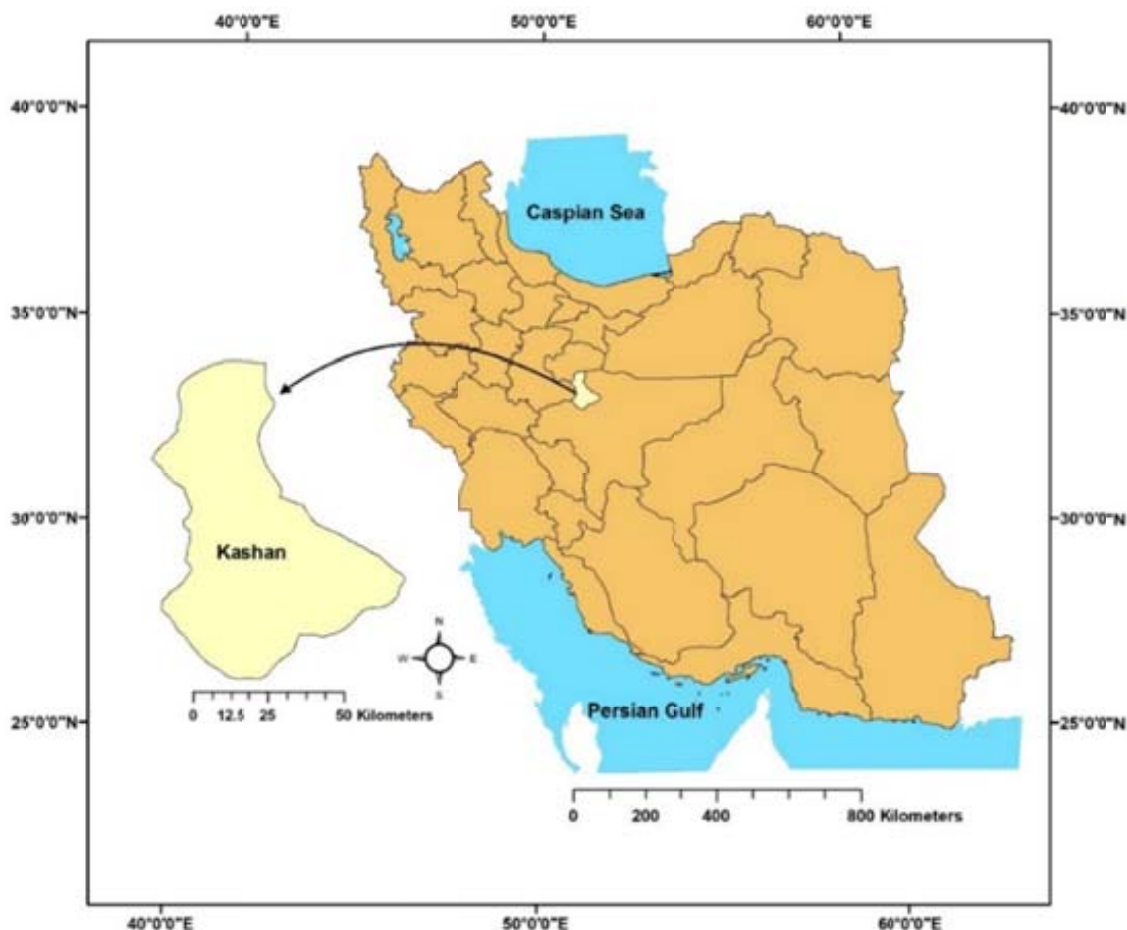 40°0'0"E 50°0'0"E 60°0'0"E
40°0'0"N 40°0'0"N
Caspian Sea
35°0'0"N 35°0'0"N
30°0'0"N 30°0'0"N
Kashan
N
W E
S
0 12.5 25 50 Kilometers
Persian Gulf
25°0'0"N 25°0'0"N
0 200 400 800 Kilometers
40°0'0"E 50°0'0"E 60°0'0"E